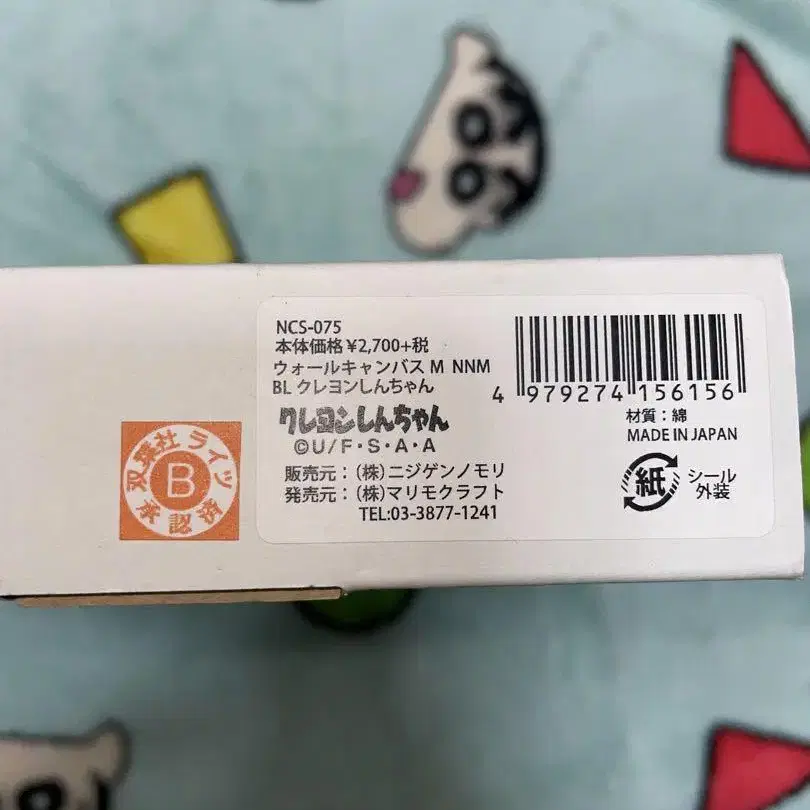 NCS-075
本体価格¥2,700+税
ウォールキャンバス M NNM
BL クレヨンしんちゃん
クレヨンしんちゃん
©U/F・S・A・A
販売元：(株)ニジゲンノモリ
発売元：(株)マリモクラフト
TEL:03-3877-1241
4 979274 156156
材質：綿
MADE IN JAPAN
紙
シール
外装
双葉社 ライツ
B
承認済